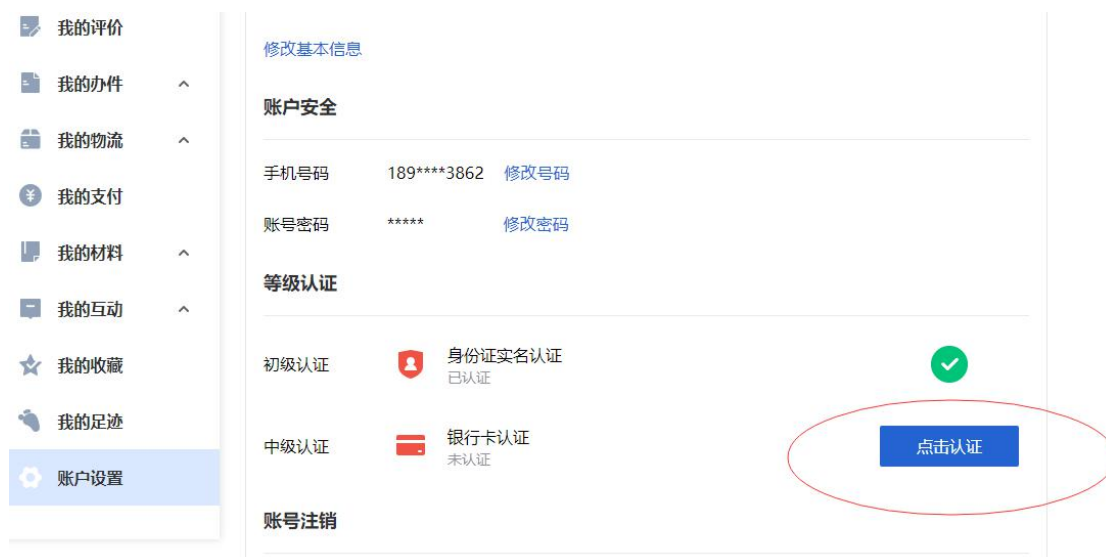 我的评价
我的办件
我的物流
我的支付
我的材料
我的互动
我的收藏
我的足迹
账户设置
修改基本信息
账户安全
手机号码 189****3862 修改号码
账号密码 ***** 修改密码
等级认证
初级认证 身份证实名认证
已认证
中级认证 银行卡认证 点击认证
未认证
账号注销